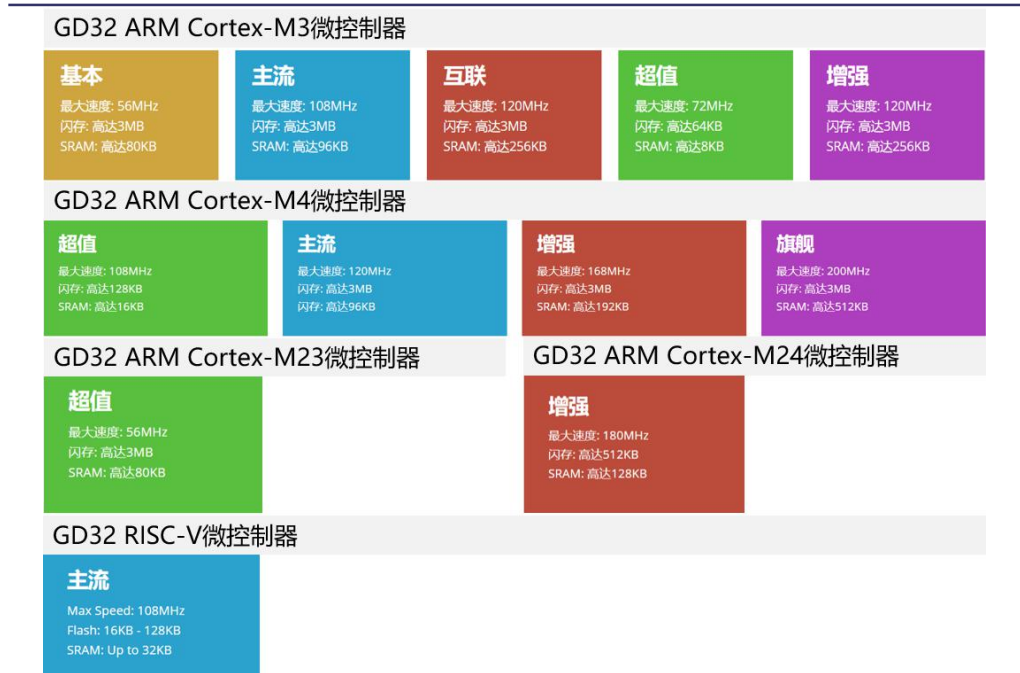 GD32 ARM Cortex-M3微控制器
基本
最大速度: 56MHz
闪存: 高达3MB
SRAM: 高达80KB
主流
最大速度: 108MHz
闪存: 高达3MB
SRAM: 高达96KB
互联
最大速度: 120MHz
闪存: 高达3MB
SRAM: 高达256KB
超值
最大速度: 72MHz
闪存: 高达64KB
SRAM: 高达8KB
增强
最大速度: 120MHz
闪存: 高达3MB
SRAM: 高达256KB
GD32 ARM Cortex-M4微控制器
超值
最大速度: 108MHz
闪存: 高达128KB
SRAM: 高达16KB
主流
最大速度: 120MHz
闪存: 高达3MB
闪存: 高达96KB
增强
最大速度: 168MHz
闪存: 高达3MB
SRAM: 高达192KB
旗舰
最大速度: 200MHz
闪存: 高达3MB
SRAM: 高达512KB
GD32 ARM Cortex-M23微控制器
超值
最大速度: 56MHz
闪存: 高达3MB
SRAM: 高达80KB
GD32 ARM Cortex-M24微控制器
增强
最大速度: 180MHz
闪存: 高达512KB
SRAM: 高达128KB
GD32 RISC-V微控制器
主流
Max Speed: 108MHz
Flash: 16KB - 128KB
SRAM: Up to 32KB